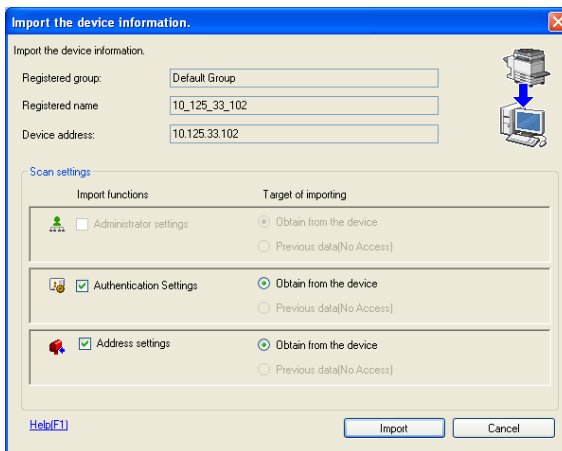 Import the device information.
Import the device information.
Registered group: Default Group
Registered name 10_125_33_102
Device address: 10.125.33.102
Scan settings
Import functions Target of importing
Administrator settings Obtain from the device
Previous data(No Access)
Authentication Settings Obtain from the device
Previous data(No Access)
Address settings Obtain from the device
Previous data(No Access)
Help(F1) Import Cancel